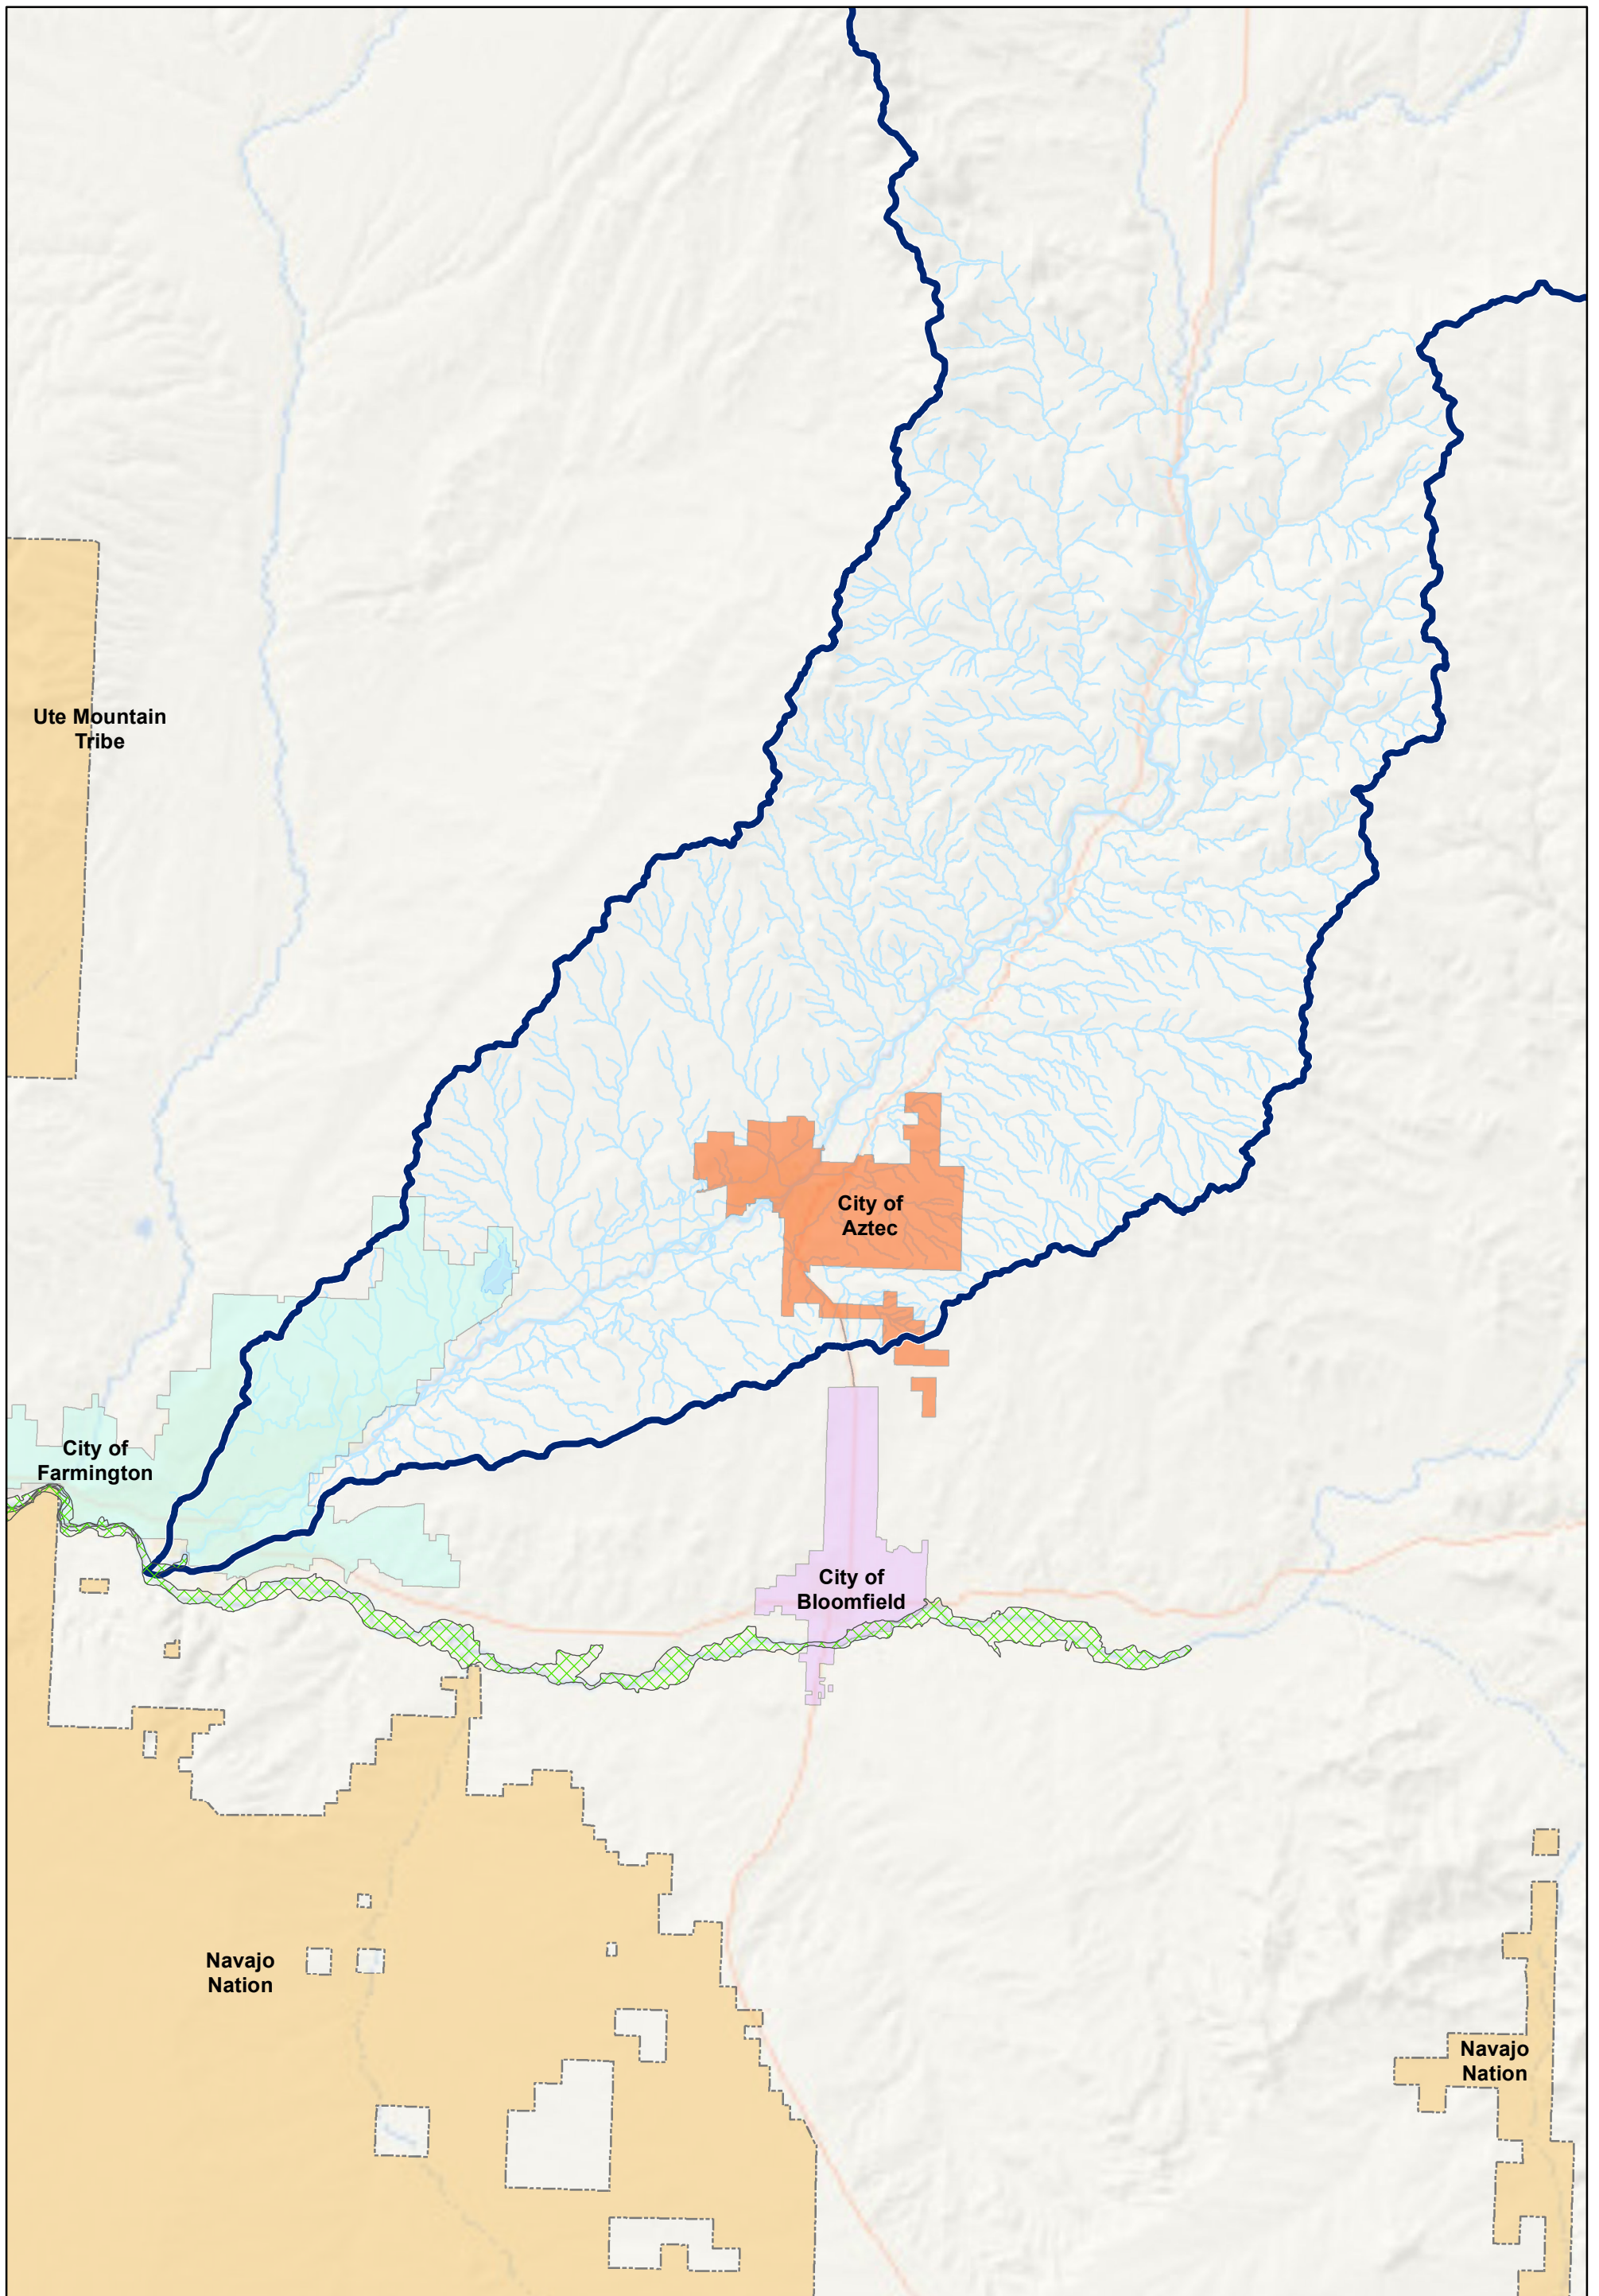 Ute Mountain
Tribe
City of
Aztec
City of
Farmington
City of
Bloomfield
Navajo
Nation
Navajo
Nation